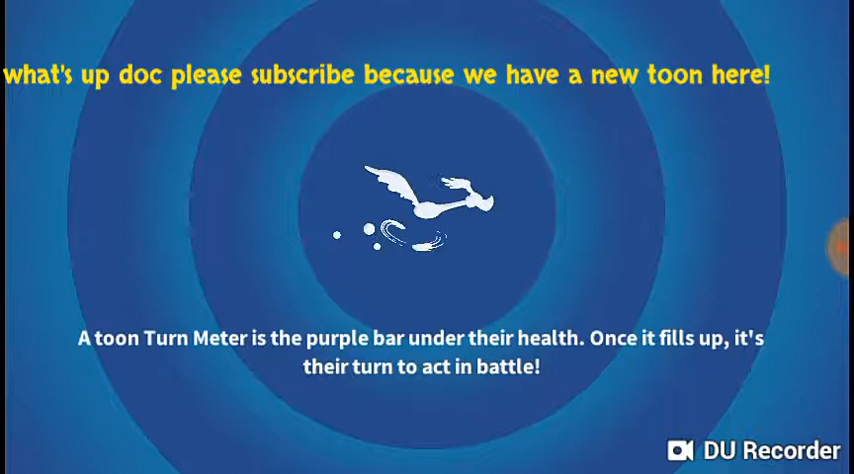 what's up doc please subscribe because we have a new toon here!
A toon Turn Meter is the purple bar under their health. Once it fills up, it's
their turn to act in battle!
DU Recorder